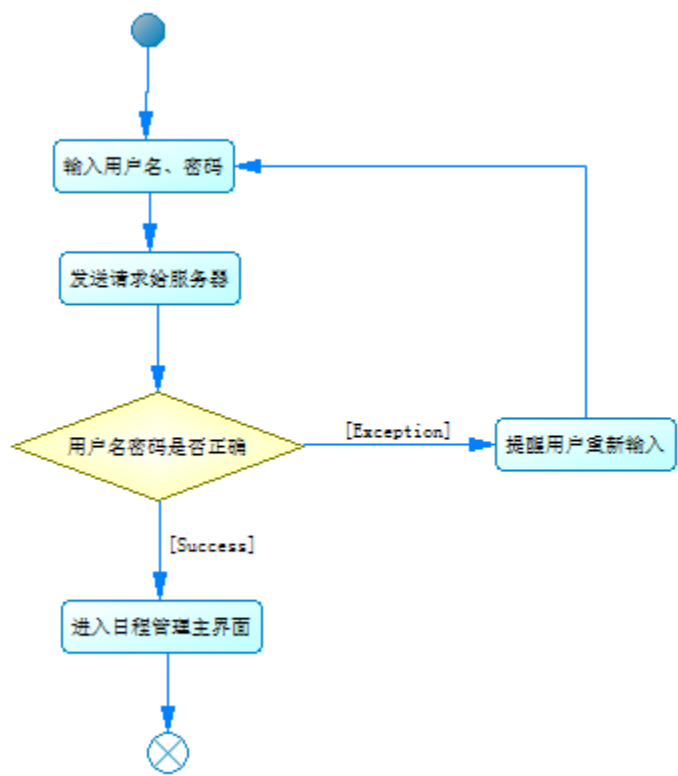 输入用户名、密码
发送请求给服务器
用户名密码是否正确
[Exception]
提醒用户重新输入
[Success]
进入日程管理主界面